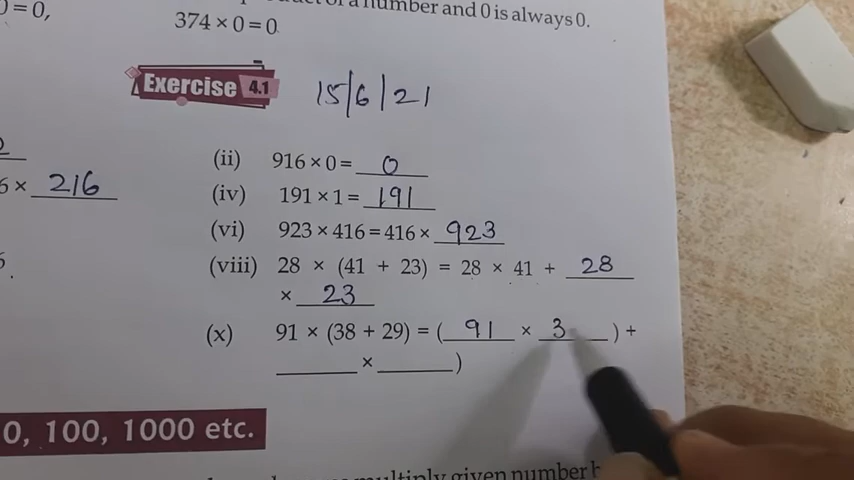 0=0,
of a number and 0 is always 0.
374 × 0 = 0
Exercise 4.1 15/6/21
(ii) 916 × 0 = 0
6 × 216
(iv) 191 × 1 = 191
(vi) 923 × 416 = 416 × 923
(viii) 28 × (41 + 23) = 28 × 41 + 28
× 23
(x) 91 × (38 + 29) = ( 91 × 3 ) +
____ × ____ )
0, 100, 1000 etc.
multiply given number